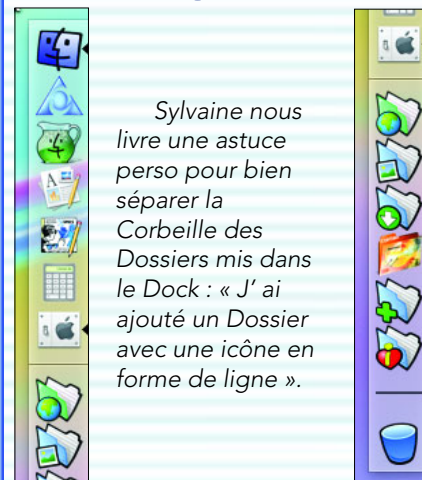 Sylvaine nous
livre une astuce
perso pour bien
séparer la
Corbeille des
Dossiers mis dans
le Dock : « J’ ai
ajouté un Dossier
avec une icône en
forme de ligne ».